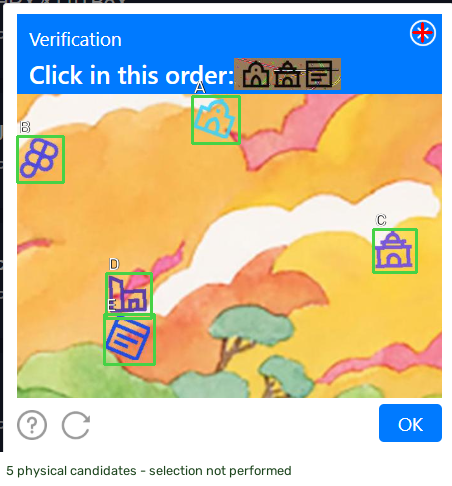 Verification
Click in this order:
A
B
C
D
E
OK
5 physical candidates - selection not performed